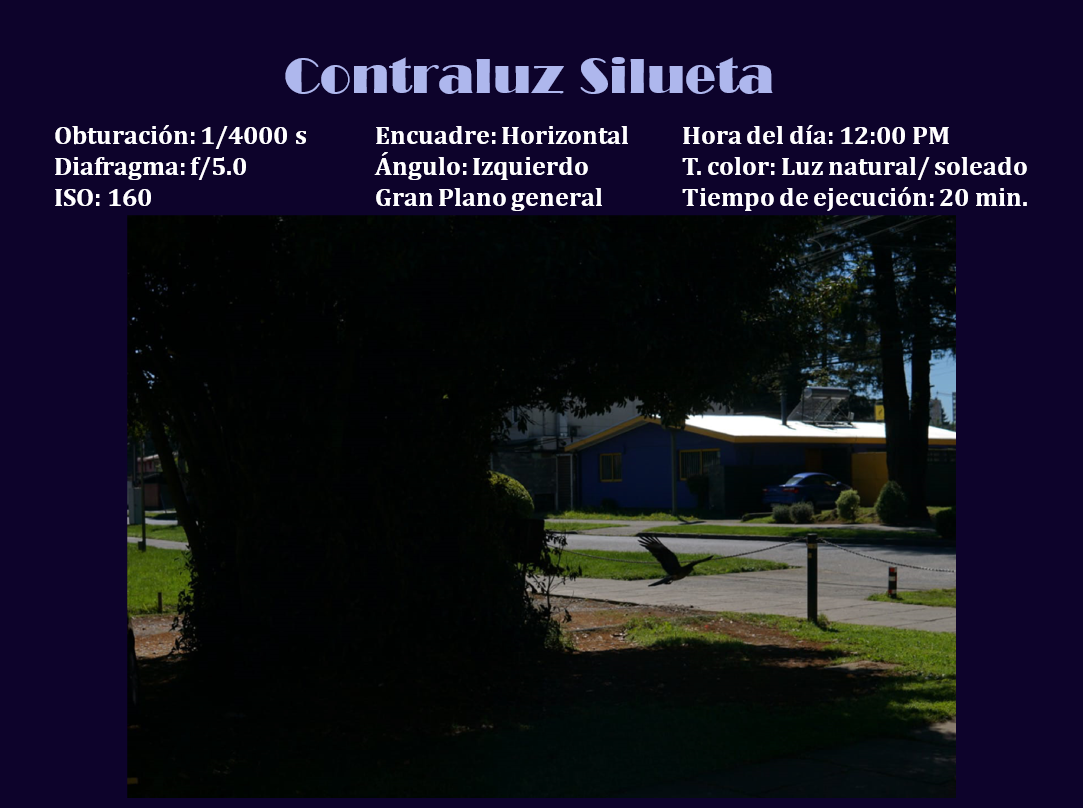 Contraluz Silueta
Obturación: 1/4000 s
Diafragma: f/5.0
ISO: 160
Encuadre: Horizontal
Ángulo: Izquierdo
Gran Plano general
Hora del día: 12:00 PM
T. color: Luz natural/ soleado
Tiempo de ejecución: 20 min.